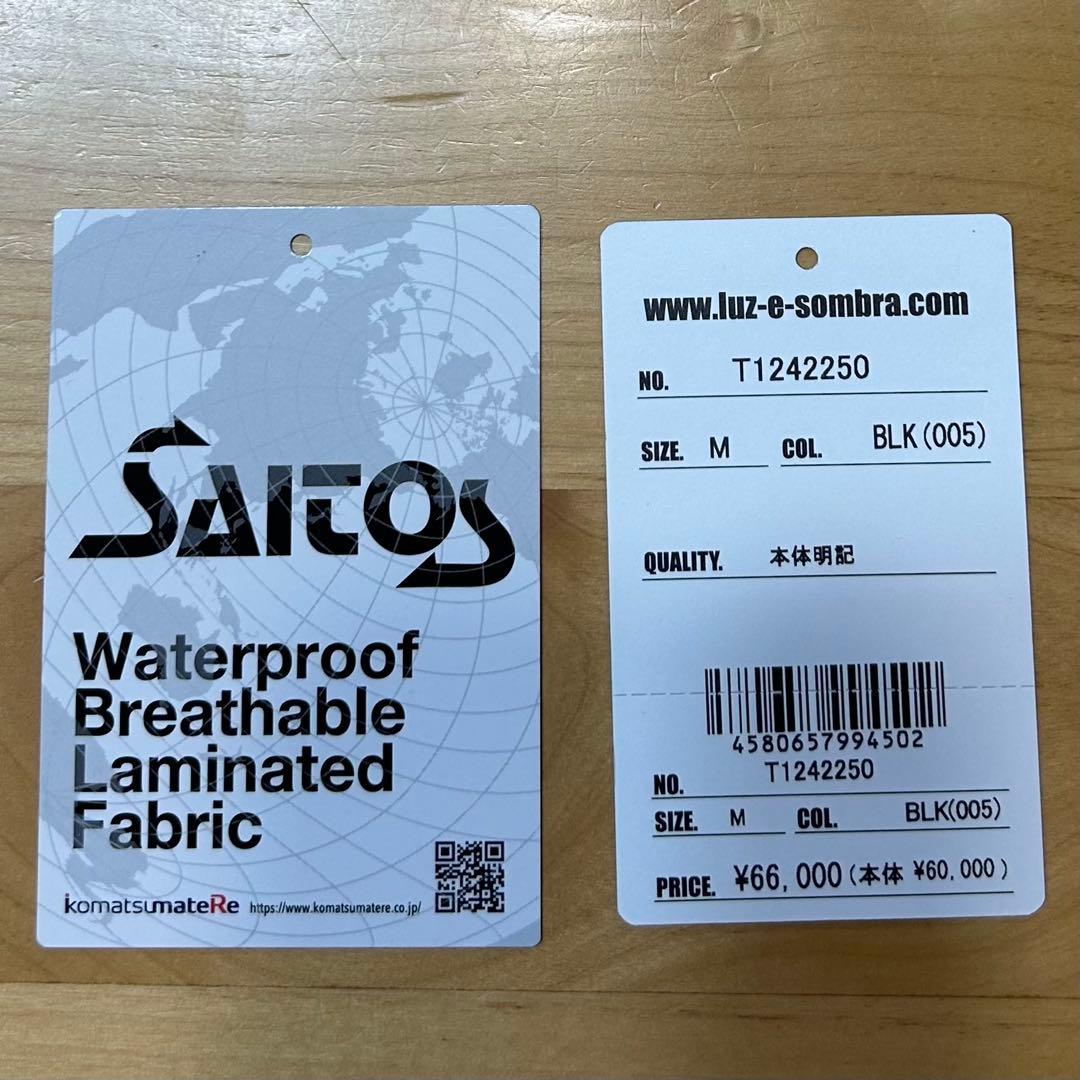 SAITOS
Waterproof
Breathable
Laminated
Fabric
komatsumateRe https://www.komatsumatere.co.jp/
www.luz-e-sombra.com
NO. T1242250
SIZE. M COL. BLK(005)
QUALITY. 本体明記
4580657994502
NO. T1242250
SIZE. M COL. BLK(005)
PRICE. ¥66,000(本体 ¥60,000)